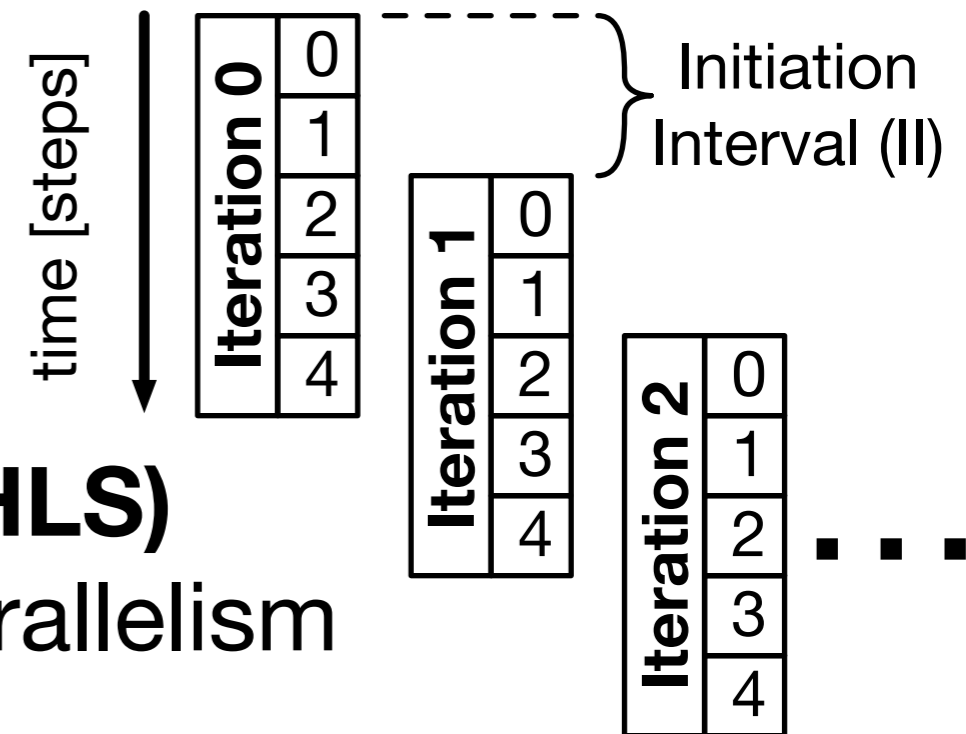 time [steps]
Iteration 0
0
1
2
3
4
Initiation
Interval (II)
Iteration 1
0
1
2
3
4
Iteration 2
0
1
2
3
4
...
HLS)
rallelism